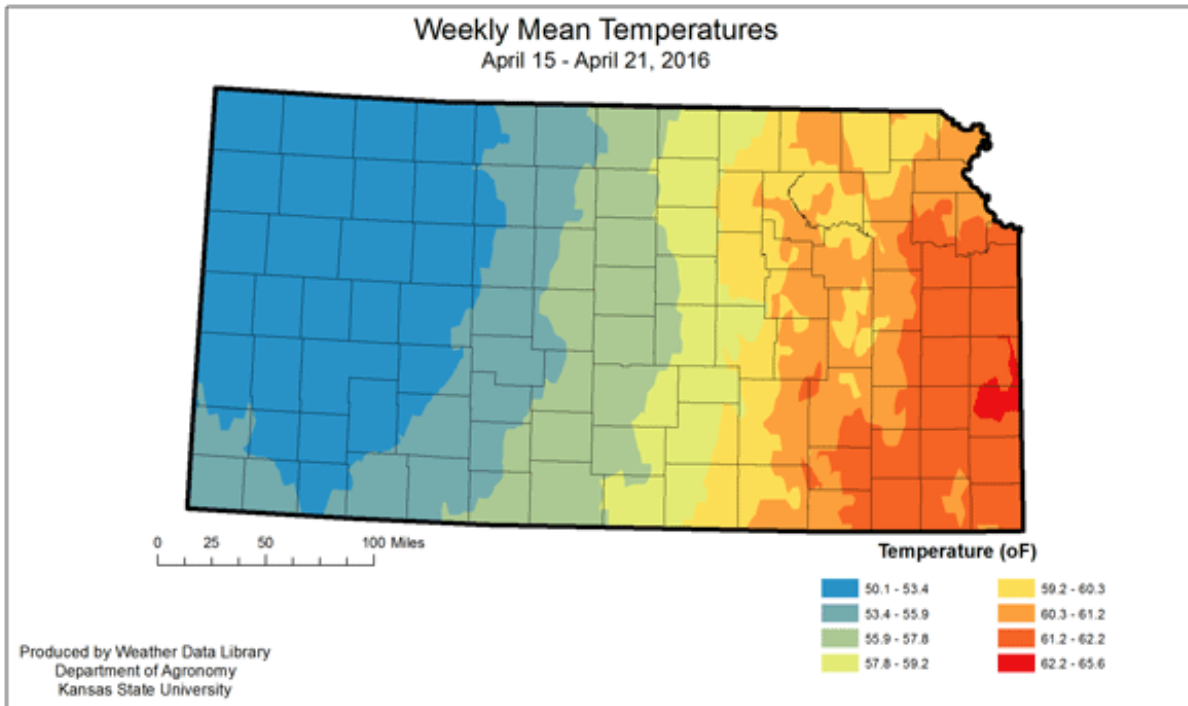 Weekly Mean Temperatures
April 15 - April 21, 2016
0 25 50 100 Miles
Temperature (oF)
50.1 - 53.4
53.4 - 55.9
55.9 - 57.8
57.8 - 59.2
59.2 - 60.3
60.3 - 61.2
61.2 - 62.2
62.2 - 65.6
Produced by Weather Data Library
Department of Agronomy
Kansas State University